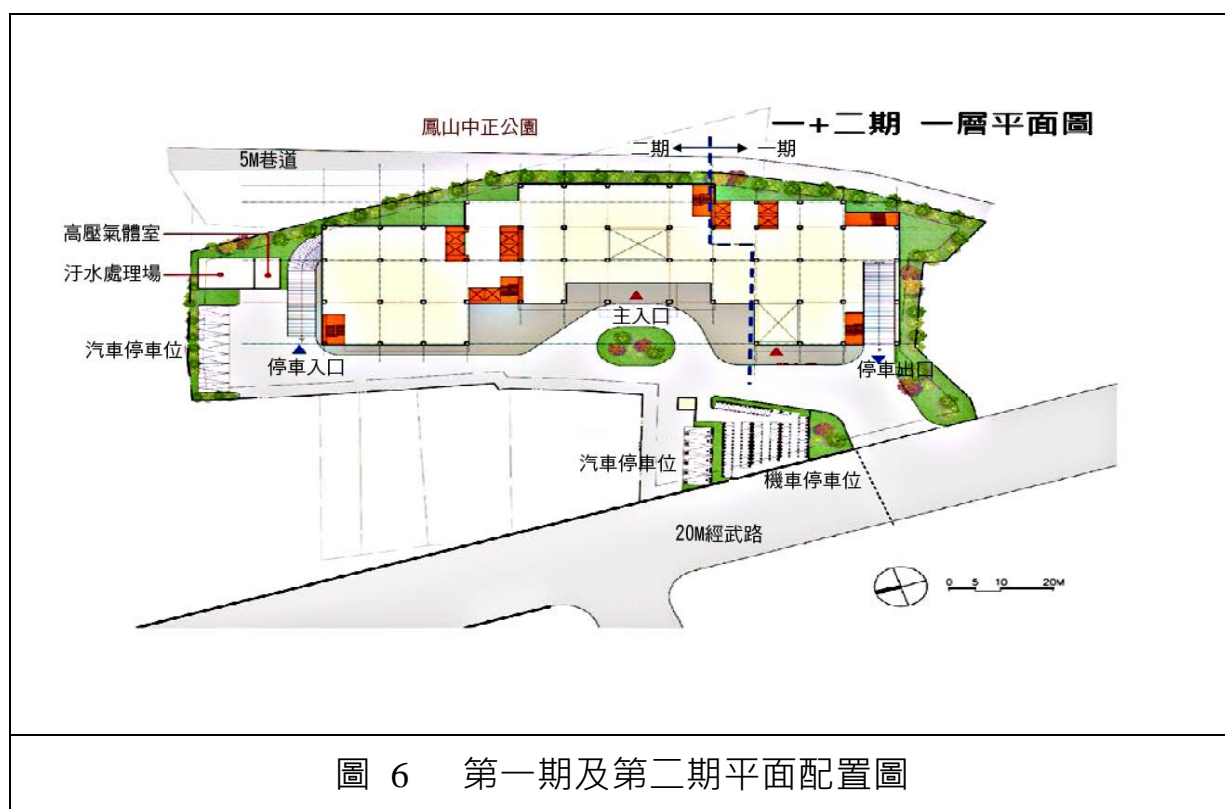 一+二期 一層平面圖
鳳山中正公園
二期 一期
5M巷道
高壓氣體室
汙水處理場
主入口
汽車停車位
停車入口
停車出口
汽車停車位
機車停車位
20M經武路
0 5 10 20M
圖 6 第一期及第二期平面配置圖